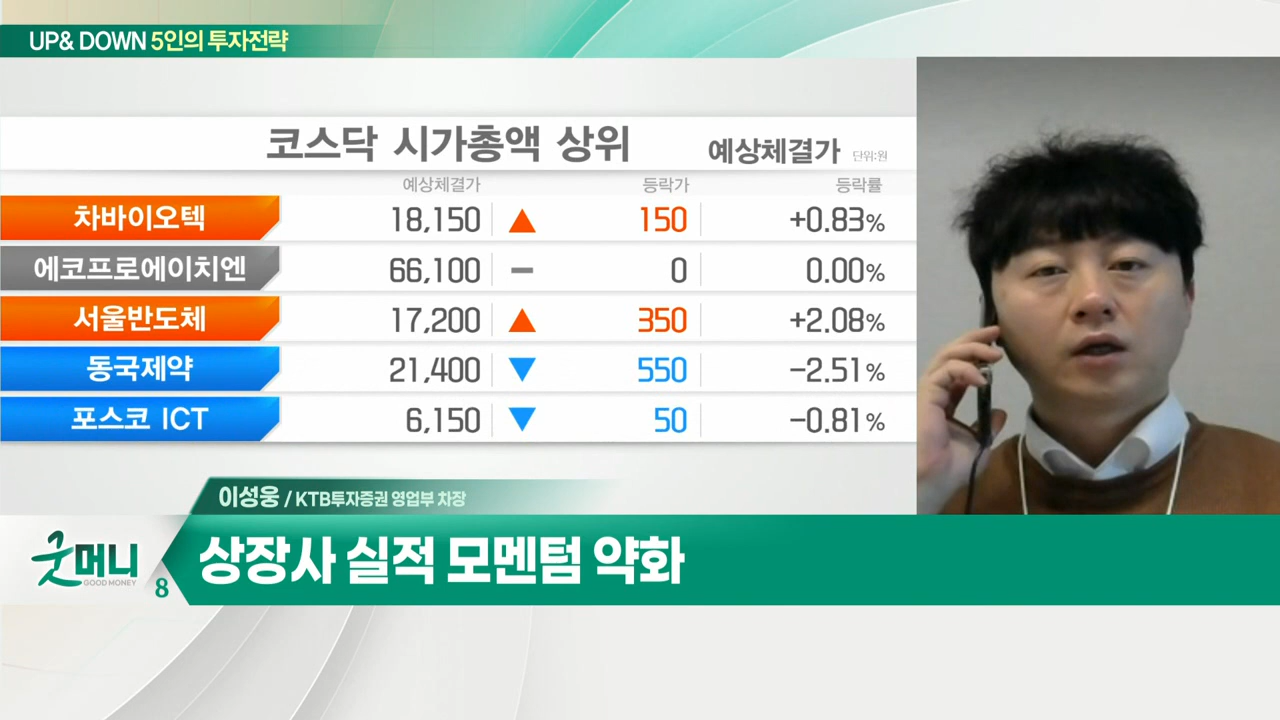 UP& DOWN 5인의 투자전략
코스닥 시가총액 상위 예상체결가 단위:원
예상체결가 등락가 등락률
차바이오텍 18,150 ▲ 150 +0.83%
에코프로에이치엔 66,100 － 0 0.00%
서울반도체 17,200 ▲ 350 +2.08%
동국제약 21,400 ▼ 550 -2.51%
포스코 ICT 6,150 ▼ 50 -0.81%
이성웅 / KTB투자증권 영업부 차장
굿머니
GOOD MONEY
8
상장사 실적 모멘텀 약화